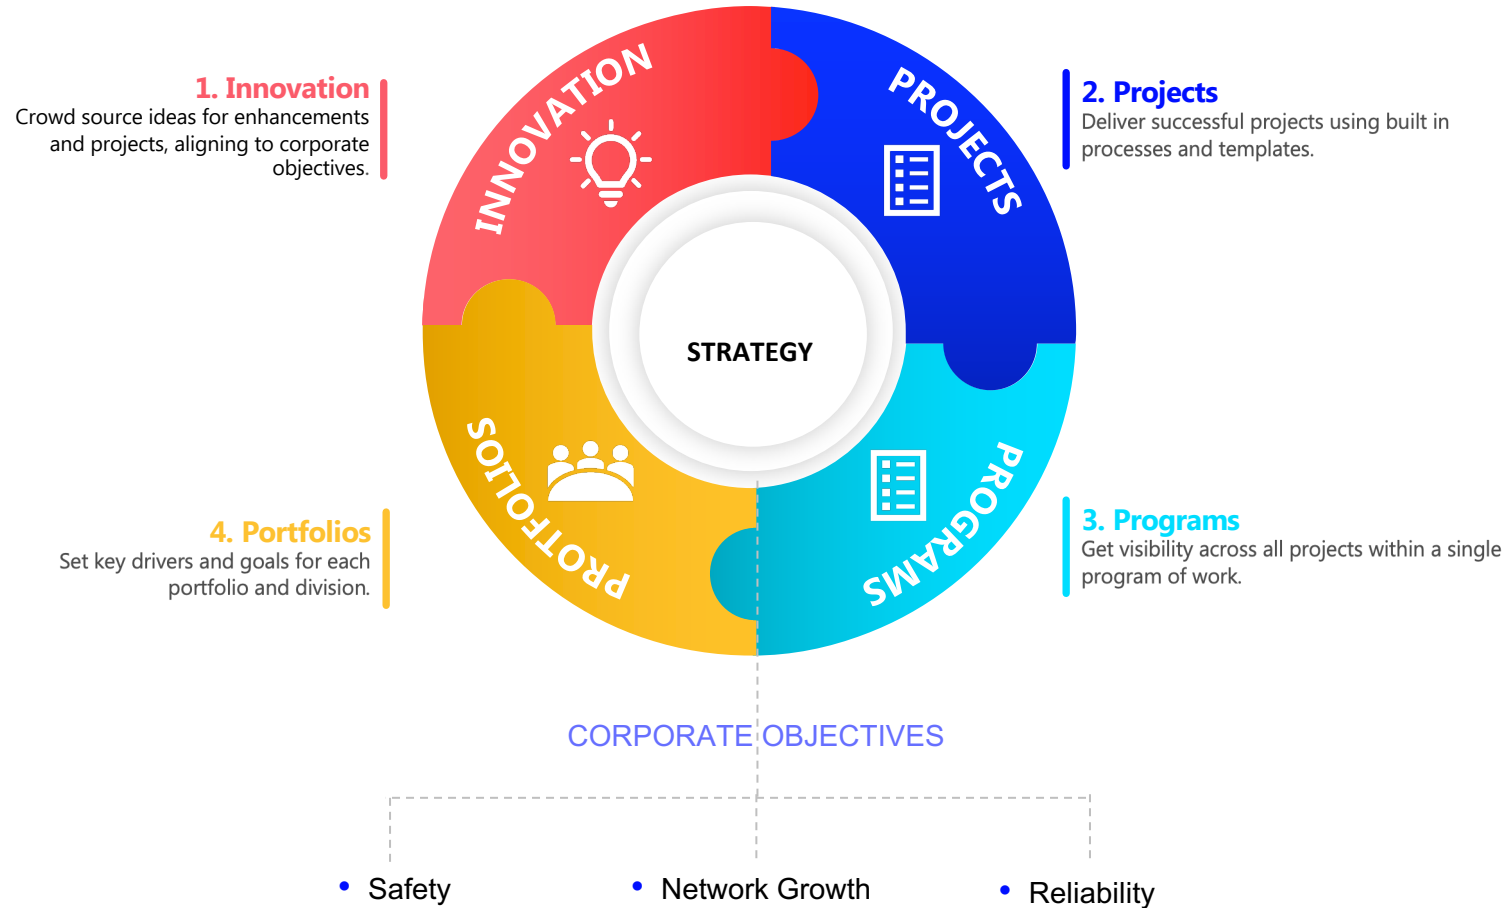 1. Innovation
Crowd source ideas for enhancements
and projects, aligning to corporate
objectives.
INNOVATION
PROJECTS
2. Projects
Deliver successful projects using built in
processes and templates.
STRATEGY
4. Portfolios
Set key drivers and goals for each
portfolio and division.
PROTFOLIOS
PROGRAMS
3. Programs
Get visibility across all projects within a single
program of work.
CORPORATE OBJECTIVES
• Safety
• Network Growth
• Reliability